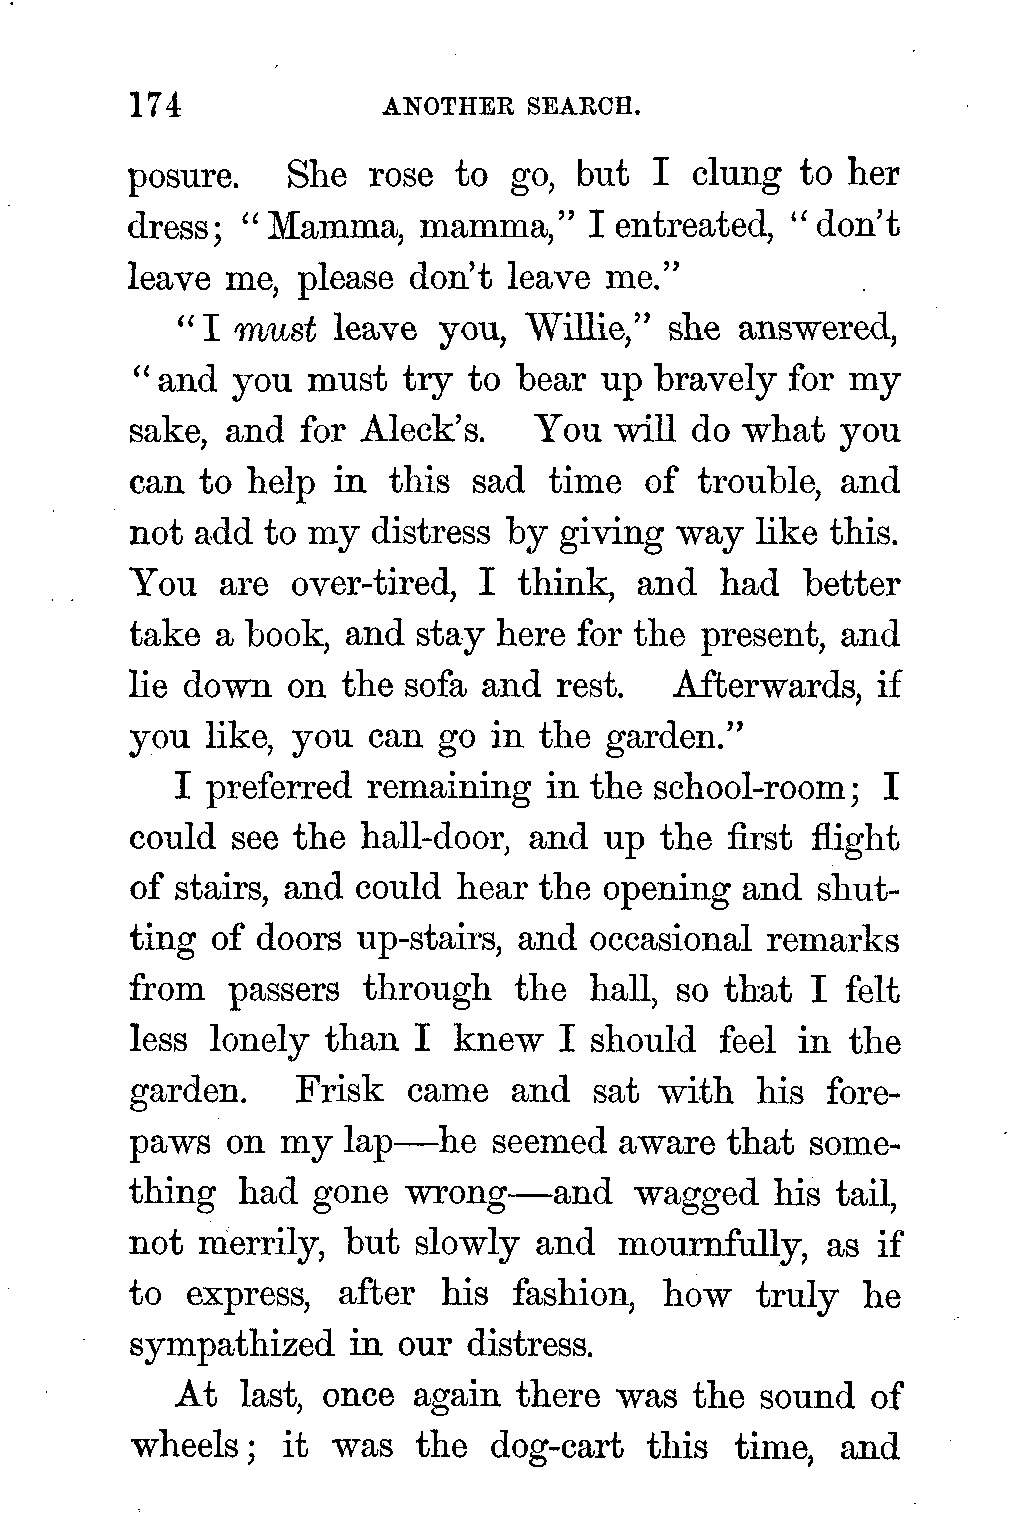 174 ANOTHER SEARCH.
posure. She rose to go, but I clung to her
dress; "Mamma, mamma," I entreated, "don't
leave me, please don't leave me."
"I must leave you, Willie," she answered,
"and you must try to bear up bravely for my
sake, and for Aleck's. You will do what you
can to help in this sad time of trouble, and
not add to my distress by giving way like this.
You are over-tired, I think, and had better
take a book, and stay here for the present, and
lie down on the sofa and rest. Afterwards, if
you like, you can go in the garden."
I preferred remaining in the school-room; I
could see the hall-door, and up the first flight
of stairs, and could hear the opening and shut-
ting of doors up-stairs, and occasional remarks
from passers through the hall, so that I felt
less lonely than I knew I should feel in the
garden. Frisk came and sat with his fore-
paws on my lap—he seemed aware that some-
thing had gone wrong—and wagged his tail,
not merrily, but slowly and mournfully, as if
to express, after his fashion, how truly he
sympathized in our distress.
At last, once again there was the sound of
wheels; it was the dog-cart this time, and